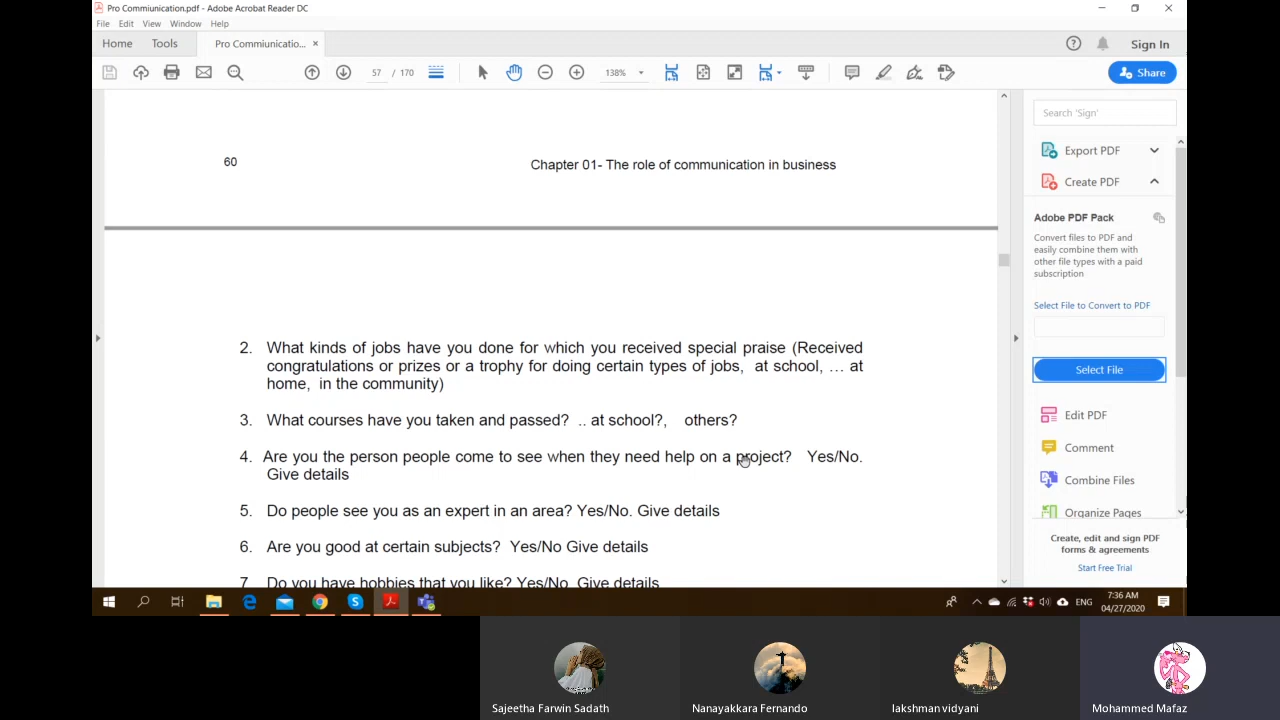 Pro Commiunication.pdf - Adobe Acrobat Reader DC
File Edit View Window Help
Home Tools Pro Commiunicatio... × Sign In
57 / 170 138% Share
60
Chapter 01- The role of communication in business
2. What kinds of jobs have you done for which you received special praise (Received
congratulations or prizes or a trophy for doing certain types of jobs, at school, … at
home, in the community)
3. What courses have you taken and passed? .. at school?, others?
4. Are you the person people come to see when they need help on a project? Yes/No.
Give details
5. Do people see you as an expert in an area? Yes/No. Give details
6. Are you good at certain subjects? Yes/No Give details
7 Do you have hobbies that you like? Yes/No Give details
Search 'Sign'
Export PDF
Create PDF
Adobe PDF Pack
Convert files to PDF and
easily combine them with
other file types with a paid
subscription
Select File to Convert to PDF
Select File
Edit PDF
Comment
Combine Files
Organize Pages
Create, edit and sign PDF
forms & agreements
Start Free Trial
ENG
7:36 AM
04/27/2020
Sajeetha Farwin Sadath
Nanayakkara Fernando
lakshman vidyani
Mohammed Mafaz